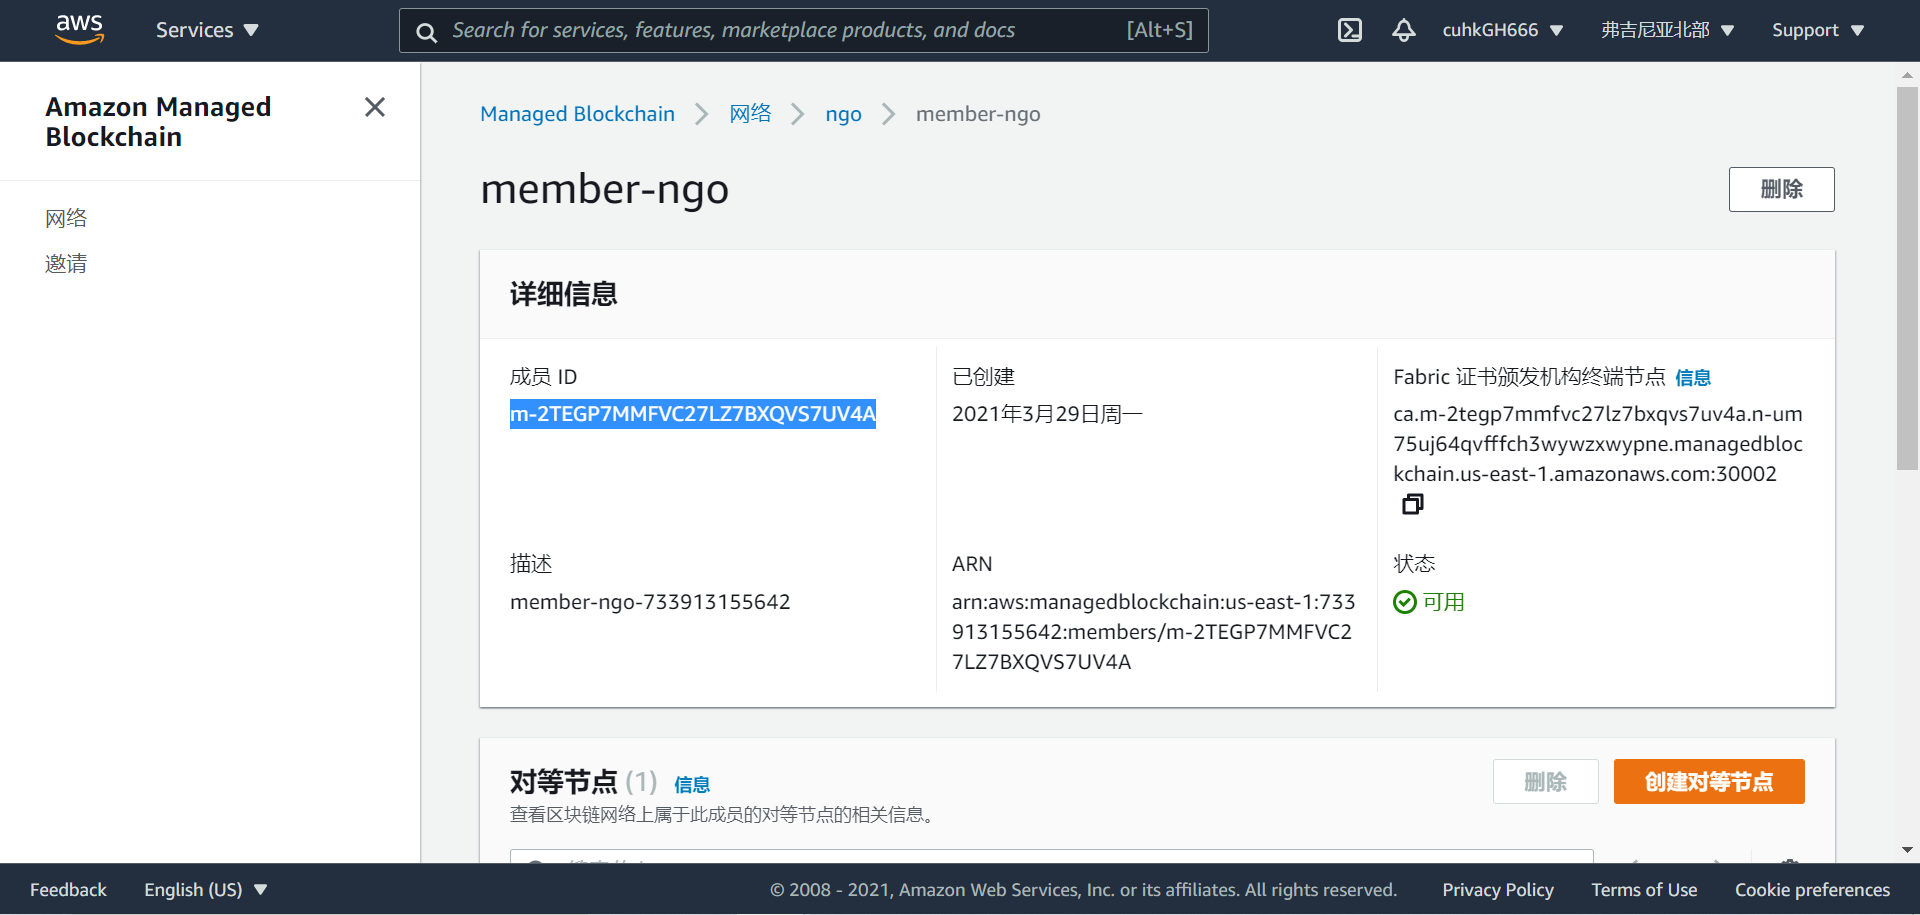 aws
Services
Search for services, features, marketplace products, and docs
[Alt+S]
cuhkGH666
弗吉尼亚北部
Support
Amazon Managed
Blockchain
网络
邀请
Managed Blockchain
网络
ngo
member-ngo
member-ngo
删除
详细信息
成员 ID
m-2TEGP7MMFVC27LZ7BXQVS7UV4A
已创建
2021年3月29日周一
Fabric 证书颁发机构终端节点 信息
ca.m-2tegp7mmfvc27lz7bxqvs7uv4a.n-um
75uj64qvfffch3wywzxwypne.managedbloc
kchain.us-east-1.amazonaws.com:30002
描述
member-ngo-733913155642
ARN
arn:aws:managedblockchain:us-east-1:733
913155642:members/m-2TEGP7MMFVC2
7LZ7BXQVS7UV4A
状态
可用
对等节点 (1) 信息
查看区块链网络上属于此成员的对等节点的相关信息。
删除
创建对等节点
Feedback
English (US)
© 2008 - 2021, Amazon Web Services, Inc. or its affiliates. All rights reserved.
Privacy Policy
Terms of Use
Cookie preferences